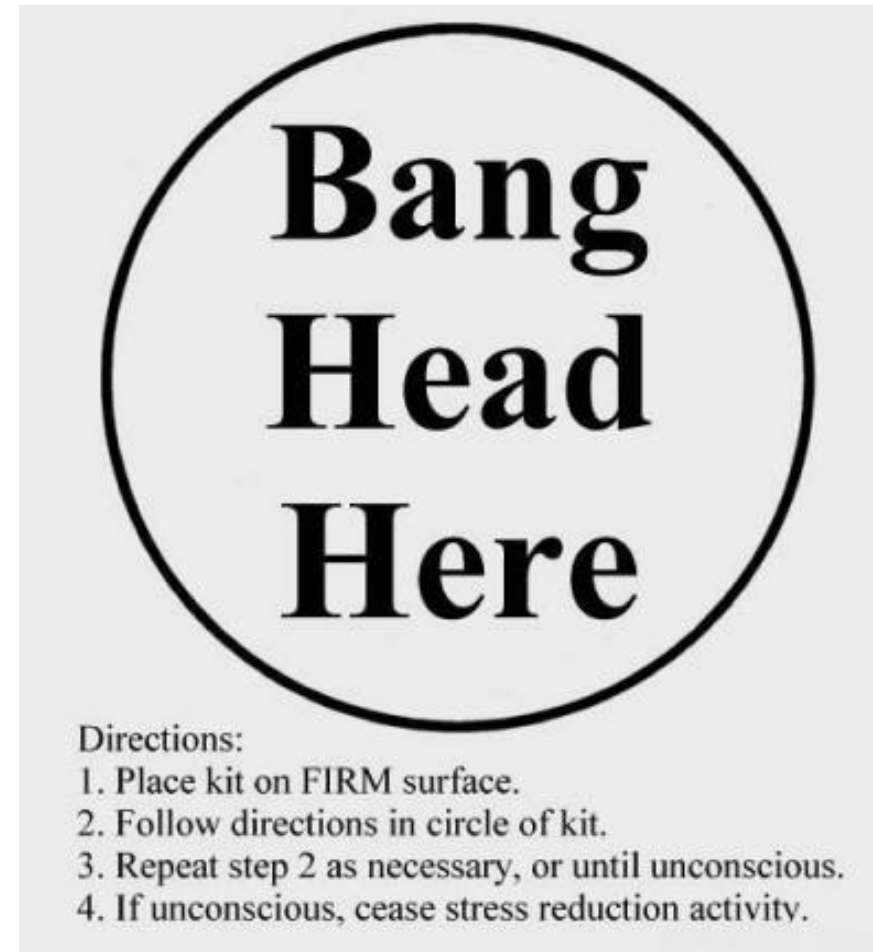 Bang
Head
Here
Directions:
1. Place kit on FIRM surface.
2. Follow directions in circle of kit.
3. Repeat step 2 as necessary, or until unconscious.
4. If unconscious, cease stress reduction activity.